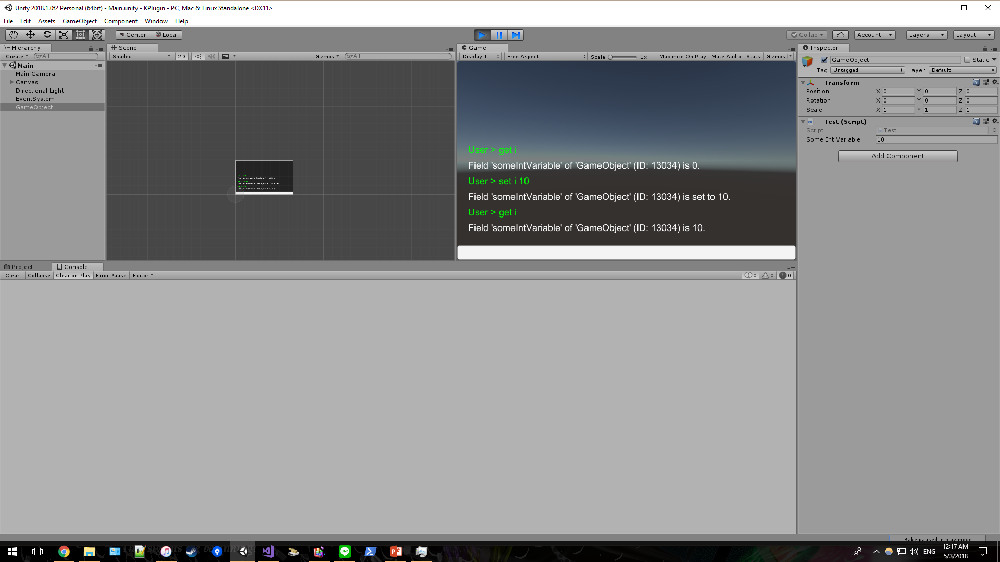 Unity 2018.1.0f2 Personal (64bit) - Main.unity - KPlugin - PC, Mac & Linux Standalone <DX11>
File Edit Assets GameObject Component Window Help
Center Local Collab Account Layers Layout
Hierarchy
Create All
Main
Main Camera
Canvas
Directional Light
EventSystem
GameObject
Scene
Shaded 2D Gizmos All
Game
Display 1 Free Aspect Scale 1x Maximize On Play Mute Audio Stats Gizmos
User > get i
Field 'someIntVariable' of 'GameObject' (ID: 13034) is 0.
User > set i 10
Field 'someIntVariable' of 'GameObject' (ID: 13034) is set to 10.
User > get i
Field 'someIntVariable' of 'GameObject' (ID: 13034) is 10.
Inspector
GameObject Static
Tag Untagged Layer Default
Transform
Position X 0 Y 0 Z 0
Rotation X 0 Y 0 Z 0
Scale X 1 Y 1 Z 1
Test (Script)
Script Test
Some Int Variable 10
Add Component
Project Console
Clear Collapse Clear on Play Error Pause Editor 0 0 0
Bake paused in play mode
LINE
ENG
12:17 AM
5/3/2018